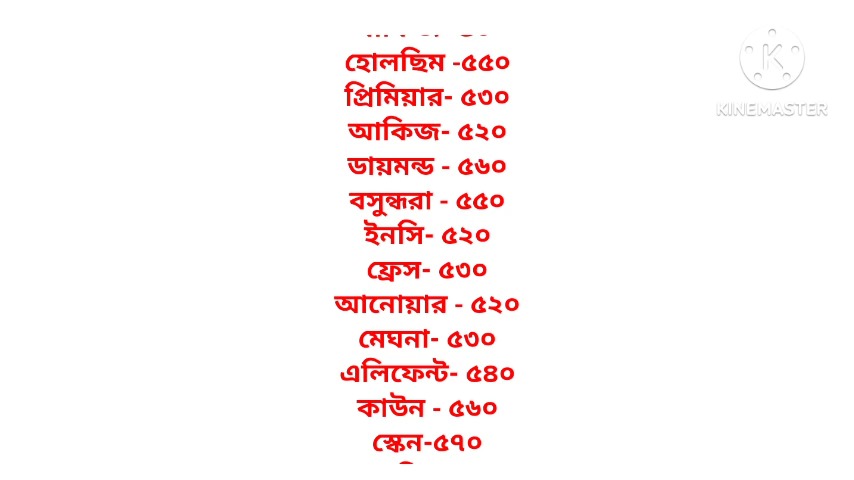 হোলছিম -৫৫০
প্রিমিয়ার- ৫৩০
আকিজ- ৫২০
ডায়মন্ড - ৫৬০
বসুন্ধরা - ৫৫০
ইনসি- ৫২০
ফ্রেস- ৫৩০
আনোয়ার - ৫২০
মেঘনা- ৫৩০
এলিফেন্ট- ৫৪০
কাউন - ৫৬০
স্কেন-৫৭০
KINEMASTER